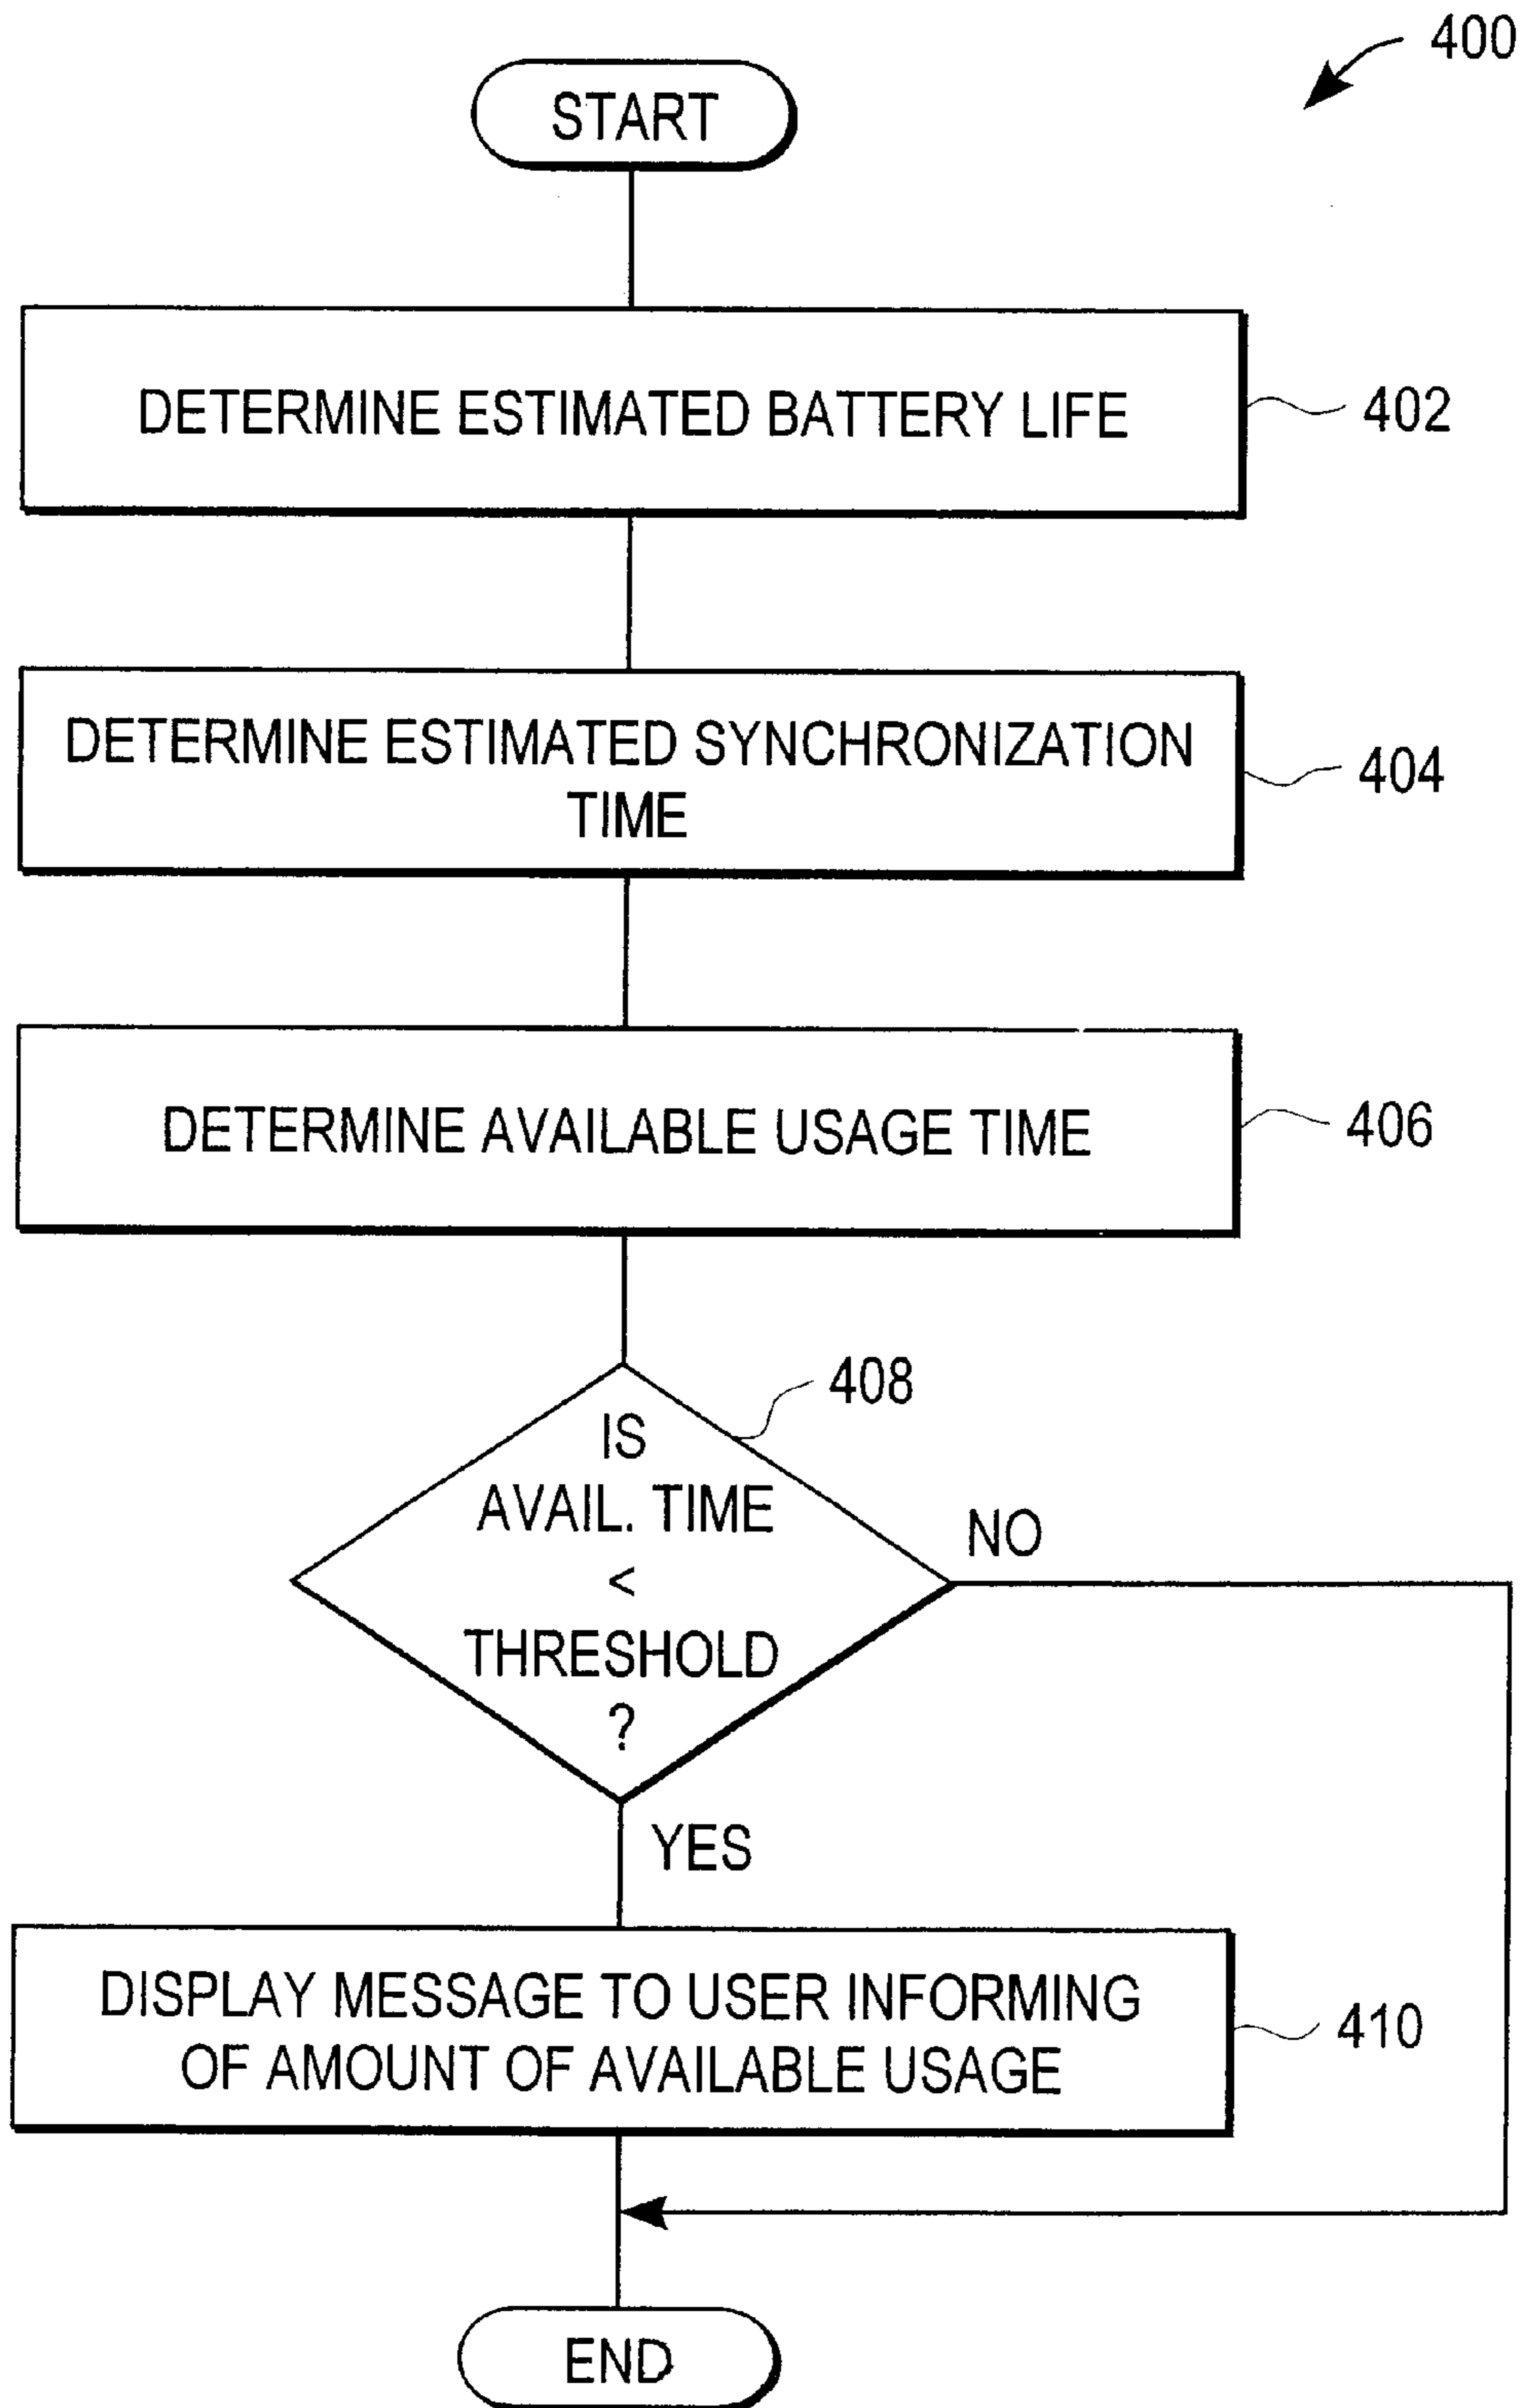 400
START
DETERMINE ESTIMATED BATTERY LIFE
402
DETERMINE ESTIMATED SYNCHRONIZATION
TIME
404
DETERMINE AVAILABLE USAGE TIME
406
408
IS
AVAIL. TIME
<
THRESHOLD
?
NO
YES
DISPLAY MESSAGE TO USER INFORMING
OF AMOUNT OF AVAILABLE USAGE
410
END